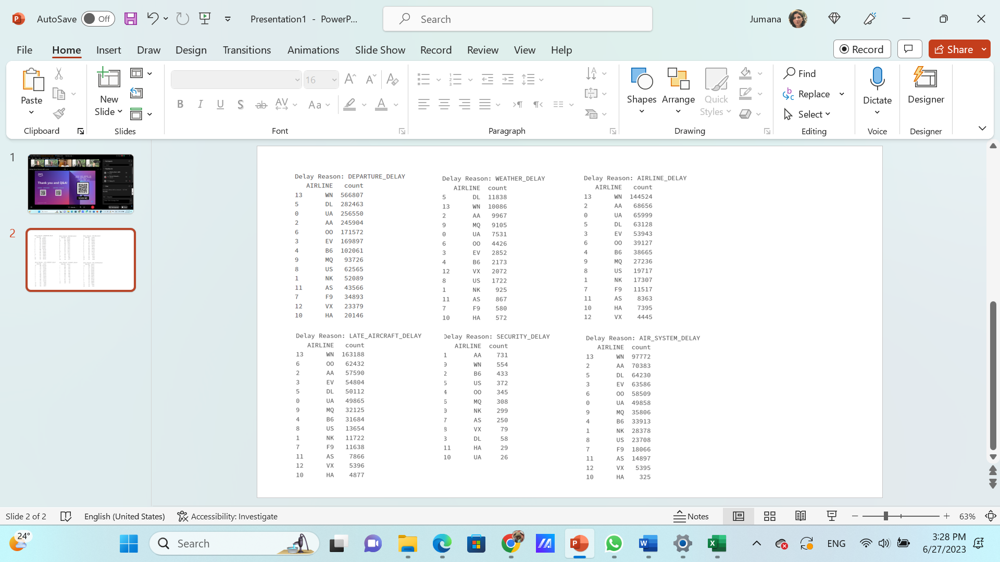 AutoSave Off Presentation1 - PowerP... Search Jumana
File Home Insert Draw Design Transitions Animations Slide Show Record Review View Help Record Share
Paste
Clipboard
New
Slide
Slides
16
B I U S ab AV Aa A
Font
Paragraph
Shapes
Arrange
Quick
Styles
Drawing
Find
Replace
Select
Editing
Dictate
Voice
Designer
Designer
1
Thank you and Q&A!
SCAN ME
2
Delay Reason: DEPARTURE_DELAY
AIRLINE count
13 WN 566807
5 DL 282463
0 UA 256550
2 AA 245904
6 OO 171572
3 EV 169897
4 B6 102061
9 MQ 93726
8 US 62565
1 NK 52089
11 AS 43566
7 F9 34893
12 VX 23379
10 HA 20146
Delay Reason: WEATHER_DELAY
AIRLINE count
5 DL 11838
13 WN 10086
2 AA 9967
9 MQ 9105
0 UA 7531
6 OO 4426
3 EV 2852
4 B6 2173
12 VX 2072
8 US 1722
1 NK 925
11 AS 867
7 F9 580
10 HA 572
Delay Reason: AIRLINE_DELAY
AIRLINE count
13 WN 144524
2 AA 68656
0 UA 65999
5 DL 63128
3 EV 53943
6 OO 39127
4 B6 38665
9 MQ 27236
8 US 19717
1 NK 17307
7 F9 11517
11 AS 8363
10 HA 7395
12 VX 4445
Delay Reason: LATE_AIRCRAFT_DELAY
AIRLINE count
13 WN 163188
6 OO 62432
2 AA 57590
3 EV 54804
5 DL 50112
0 UA 49865
9 MQ 32125
4 B6 31684
8 US 13654
1 NK 11722
7 F9 11638
11 AS 7866
12 VX 5396
10 HA 4877
Delay Reason: SECURITY_DELAY
AIRLINE count
1 AA 731
9 WN 554
2 B6 433
5 US 372
4 OO 345
6 MQ 308
0 NK 299
7 AS 250
8 VX 79
3 DL 58
11 HA 29
10 UA 26
Delay Reason: AIR_SYSTEM_DELAY
AIRLINE count
13 WN 97772
2 AA 70383
5 DL 64230
3 EV 63586
6 OO 58509
0 UA 49858
9 MQ 35806
4 B6 33913
1 NK 28378
8 US 23708
7 F9 18066
11 AS 14897
12 VX 5395
10 HA 325
Slide 2 of 2 English (United States) Accessibility: Investigate Notes 63%
24° Search ENG 3:28 PM
6/27/2023